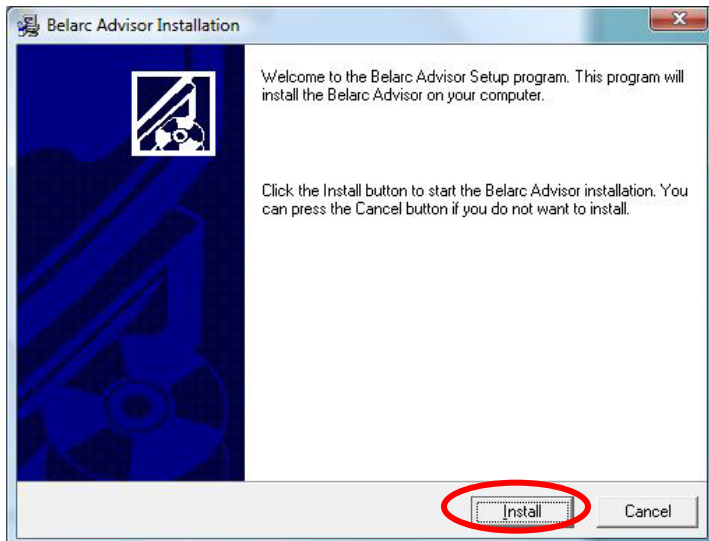 Belarc Advisor Installation
Welcome to the Belarc Advisor Setup program. This program will
install the Belarc Advisor on your computer.
Click the Install button to start the Belarc Advisor installation. You
can press the Cancel button if you do not want to install.
Install
Cancel